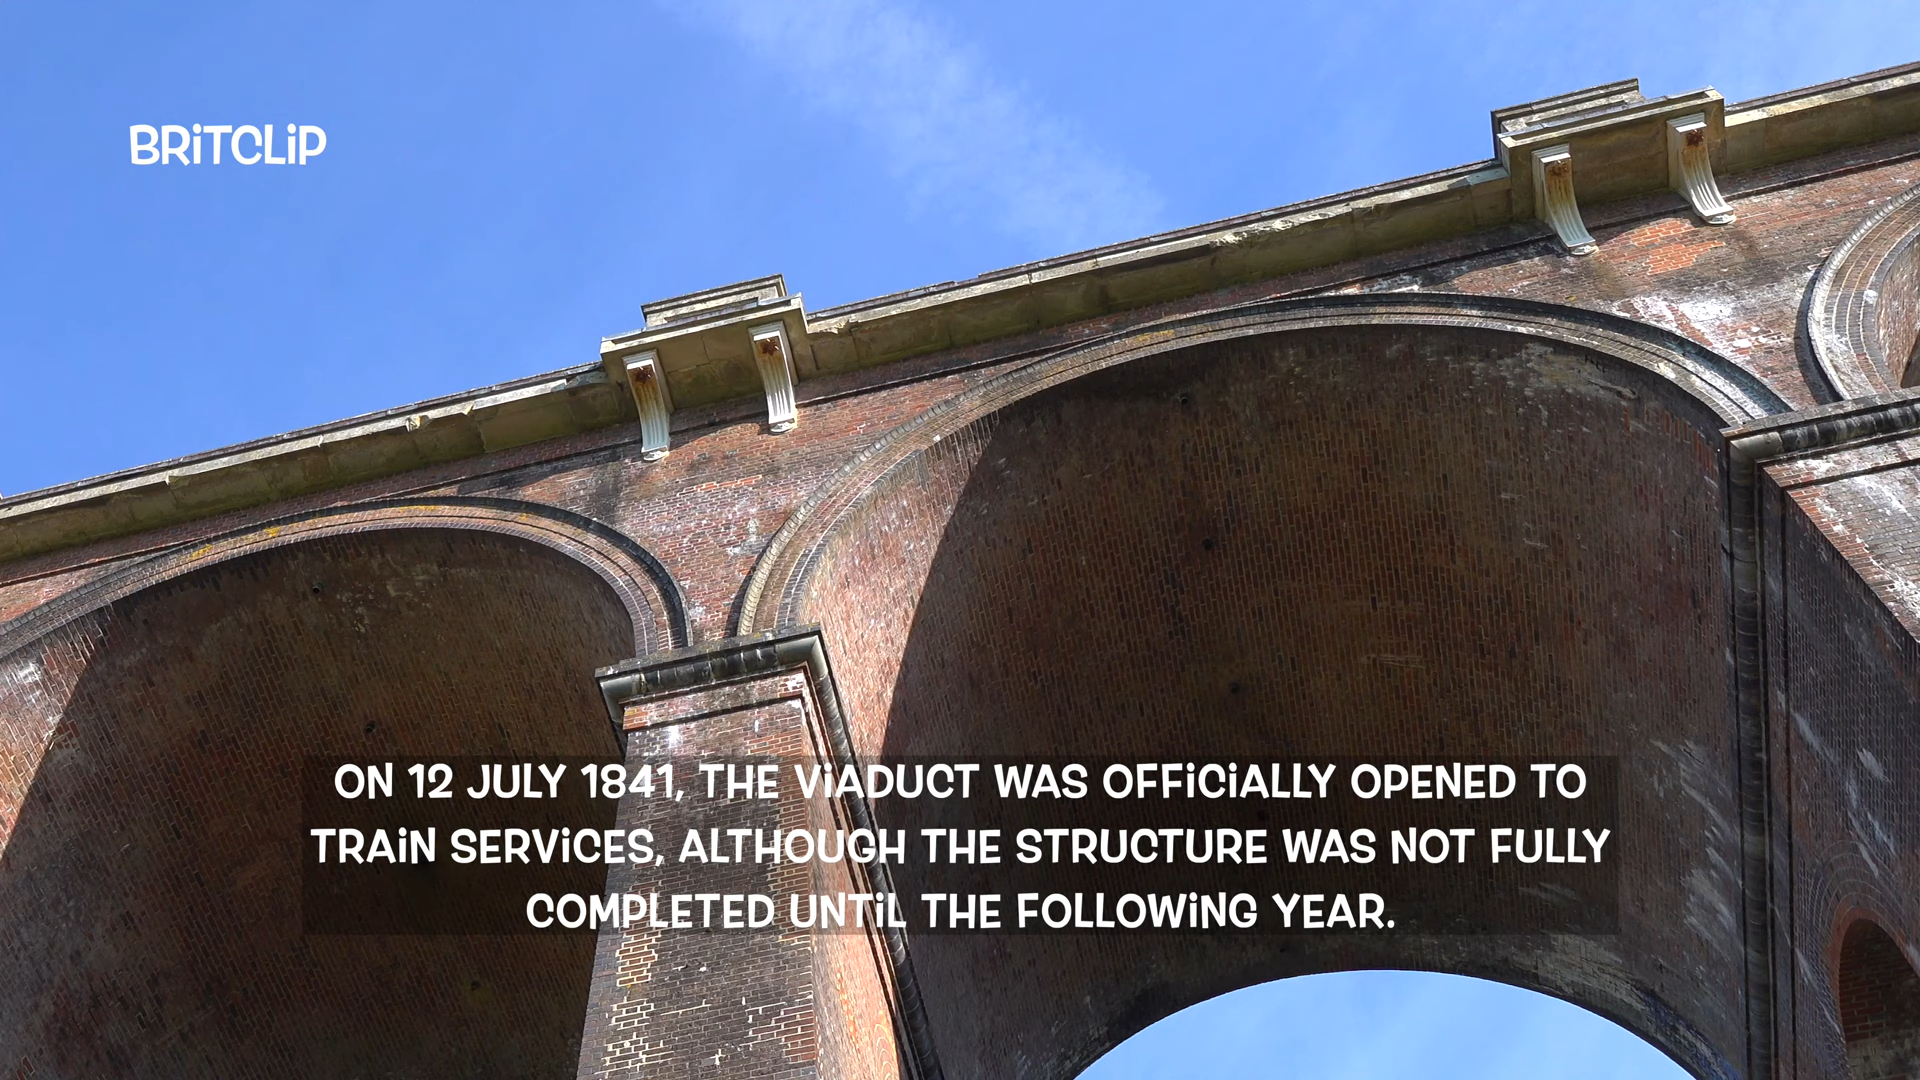 BRiTCLiP
ON 12 JULY 1841, THE ViADUCT WAS OFFiCiALLY OPENED TO
TRAiN SERViCES, ALTHOUGH THE STRUCTURE WAS NOT FULLY
COMPLETED UNTiL THE FOLLOWiNG YEAR.